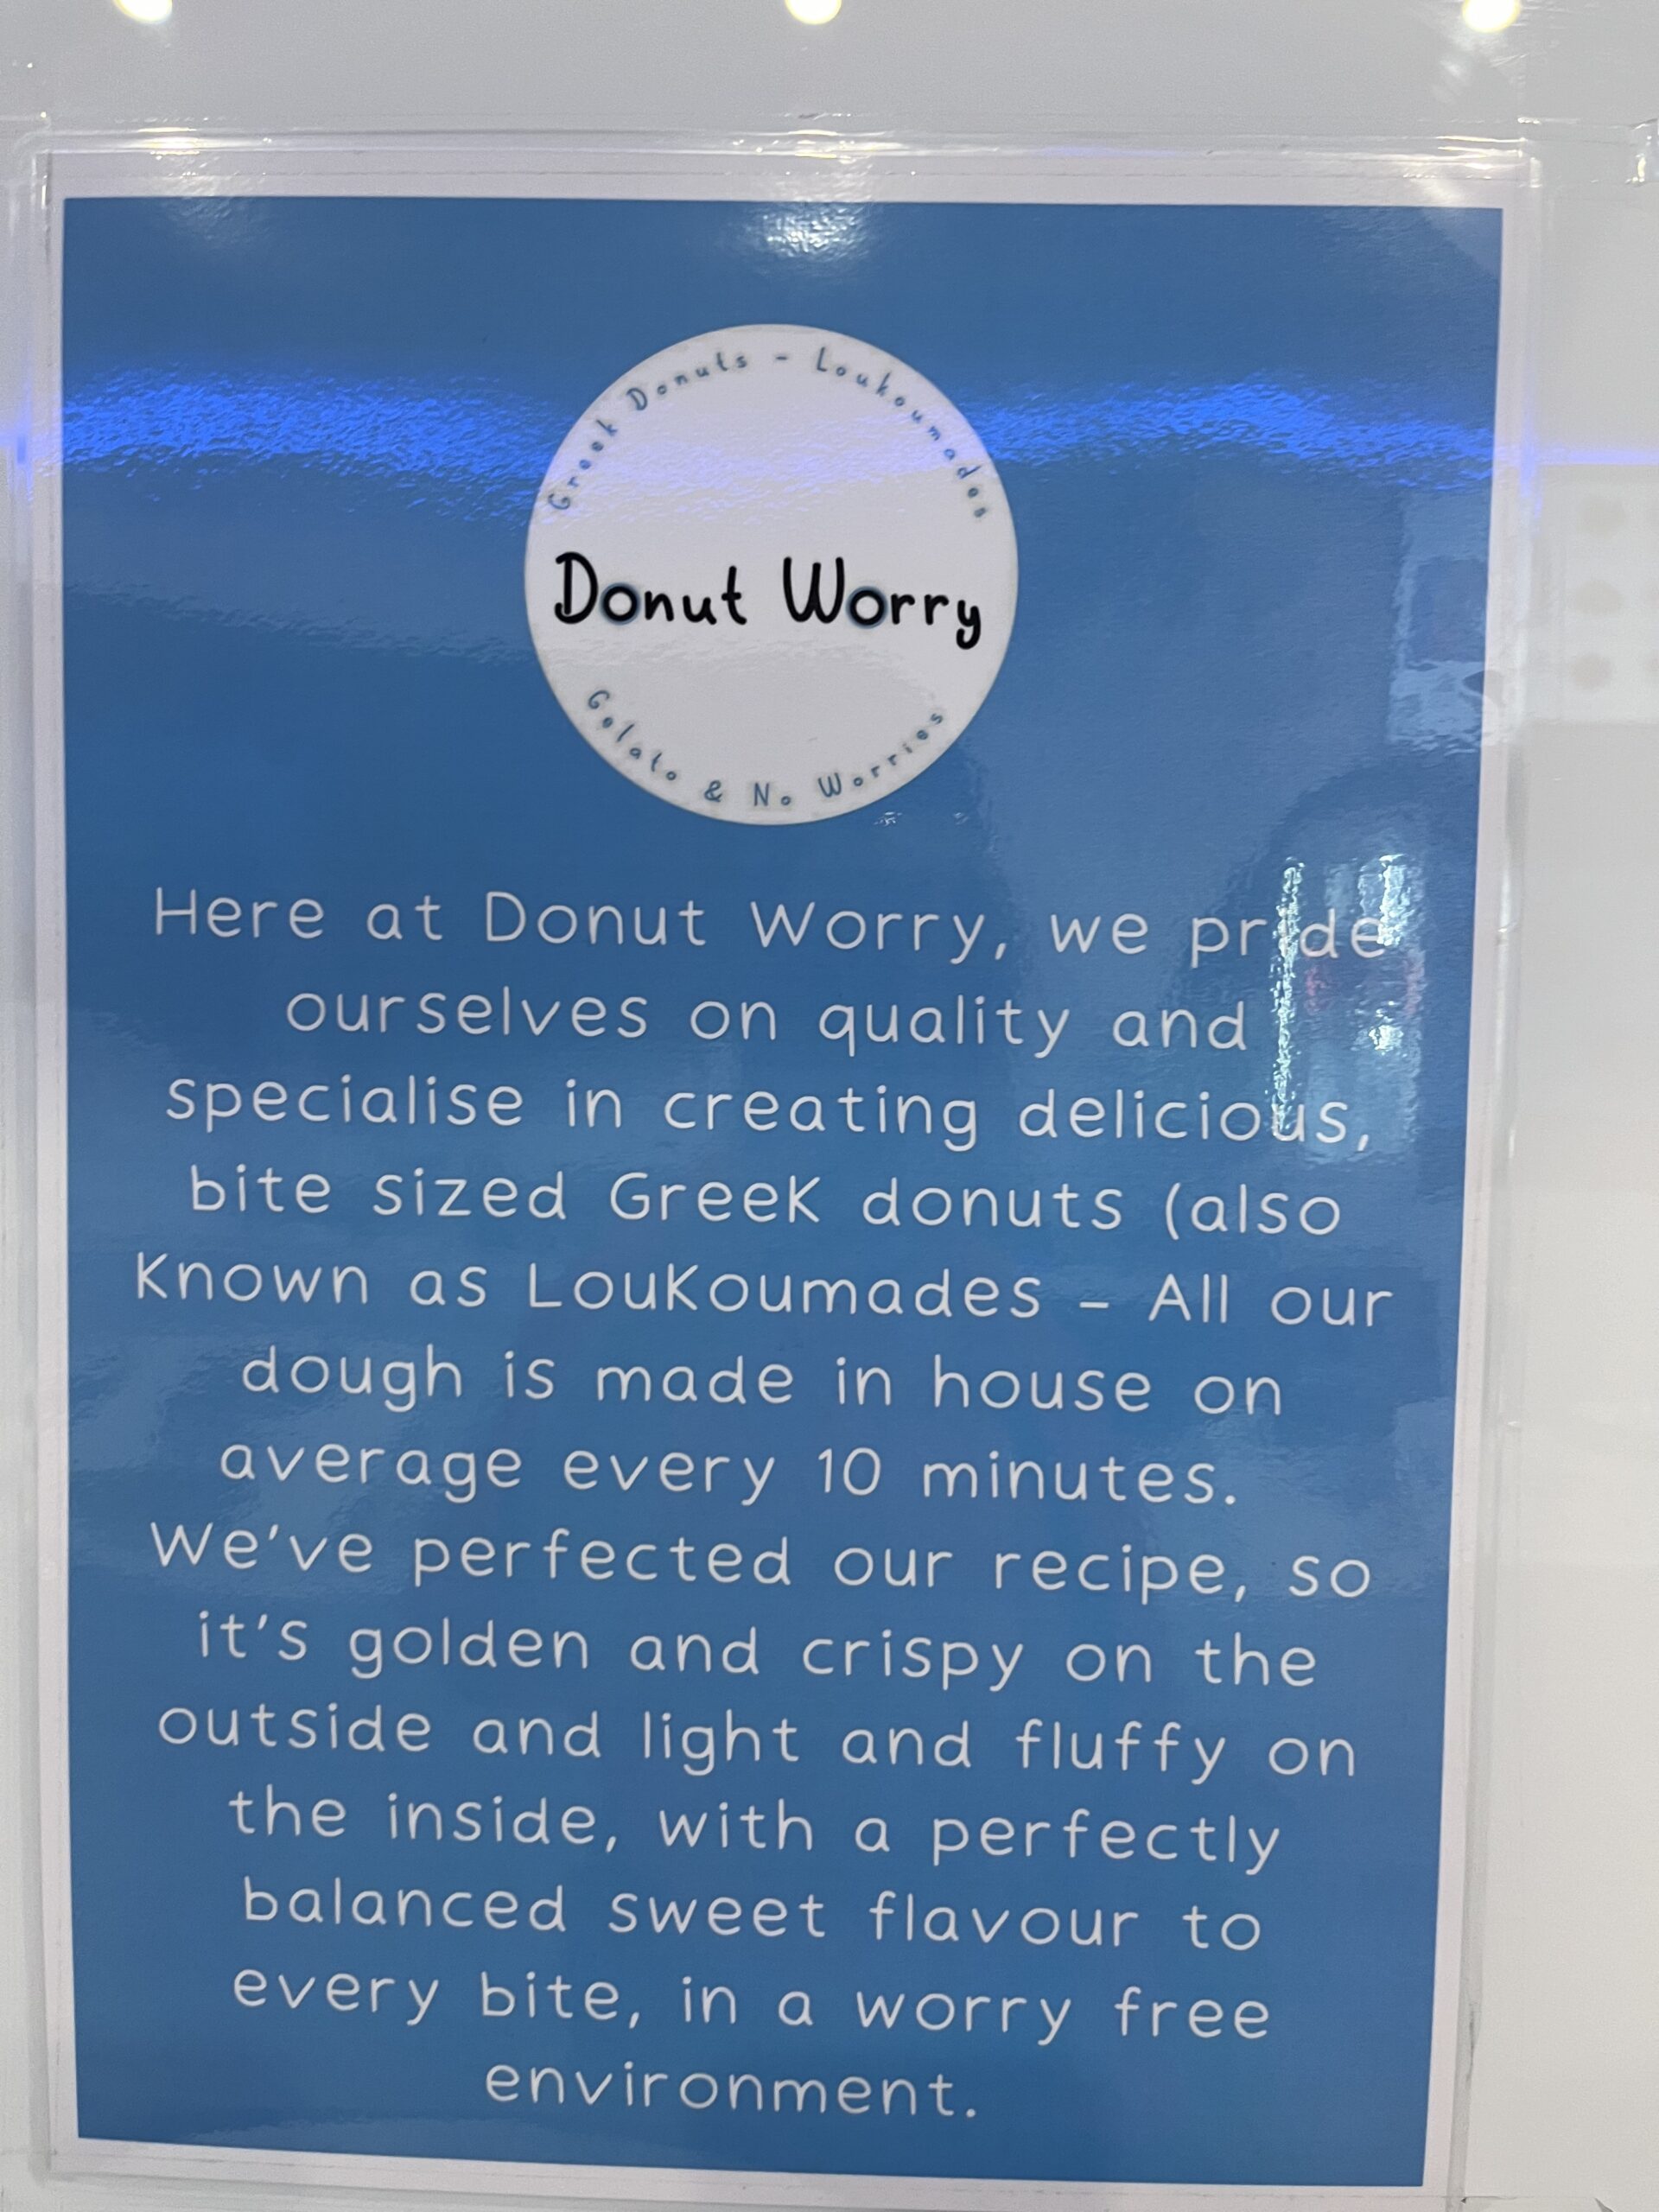 Greek Donuts - Loukoumades
Donut Worry
Gelato & No Worries
Here at Donut Worry, we pride
ourselves on quality and
specialise in creating delicious,
bite sized Greek donuts (also
known as Loukoumades - All our
dough is made in house on
average every 10 minutes.
We've perfected our recipe, so
it's golden and crispy on the
outside and light and fluffy on
the inside, with a perfectly
balanced sweet flavour to
every bite, in a worry free
environment.